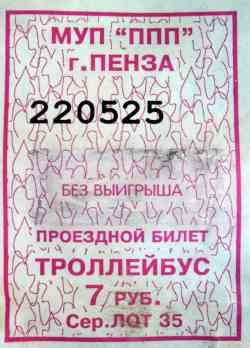 МУП "ППП"
г.ПЕНЗА
220525
БЕЗ ВЫИГРЫША
ПРОЕЗДНОЙ БИЛЕТ
ТРОЛЛЕЙБУС
7 РУБ.
Сер.ЛОТ 35